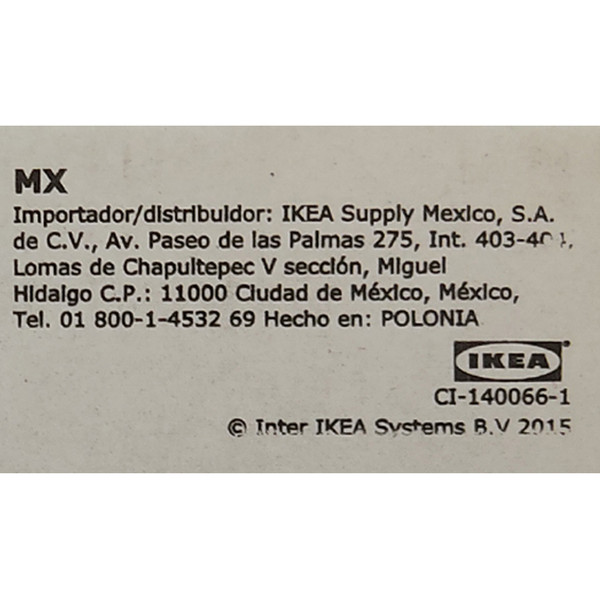 MX
Importador/distribuidor: IKEA Supply Mexico, S.A.
de C.V., Av. Paseo de las Palmas 275, Int.
Lomas de Chapultepec V sección, Miguel
Hidalgo C.P.: 11000 Ciudad de México, México,
Tel. 01 800-1-4532 69 Hecho en: POLONIA
IKEA
CI-140066-1
© Inter IKEA Systems B.V 2015